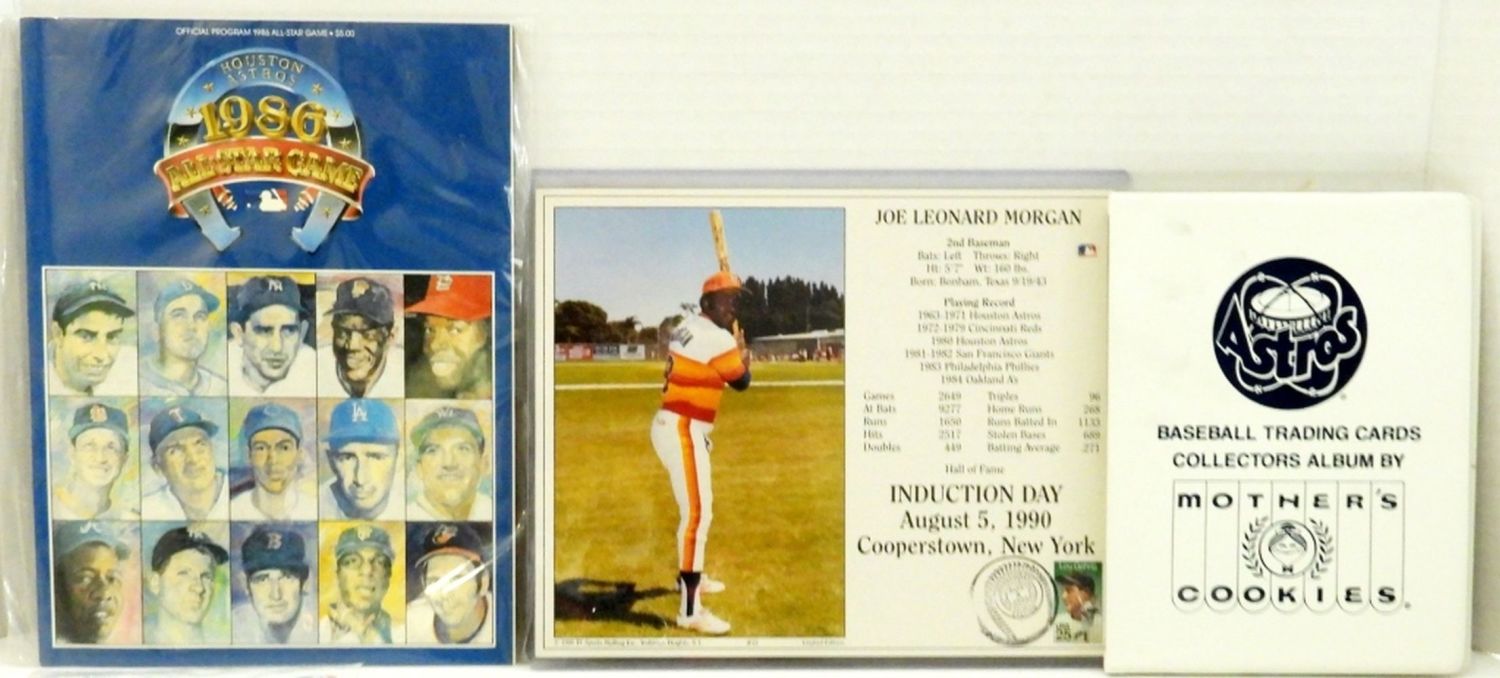 OFFICIAL PROGRAM 1986 ALL-STAR GAME • $5.00
HOUSTON
ASTROS
1986
ALL-STAR GAME
JOE LEONARD MORGAN
2nd Baseman
Bats: Left Throws: Right
Ht: 5'7" Wt: 160 lbs.
Born: Bonham, Texas 9/19/43
Playing Record
1963-1971 Houston Astros
1972-1979 Cincinnati Reds
1980 Houston Astros
1981-1982 San Francisco Giants
1983 Philadelphia Phillies
1984 Oakland A's
Games 2649 Triples 96
At Bats 9277 Home Runs 268
Runs 1650 Runs Batted In 1133
Hits 2517 Stolen Bases 689
Doubles 449 Batting Average .271
Hall of Fame
INDUCTION DAY
August 5, 1990
Cooperstown, New York
USA
25
Limited Edition
Astros
BASEBALL TRADING CARDS
COLLECTORS ALBUM BY
MOTHER'S
COOKIES®